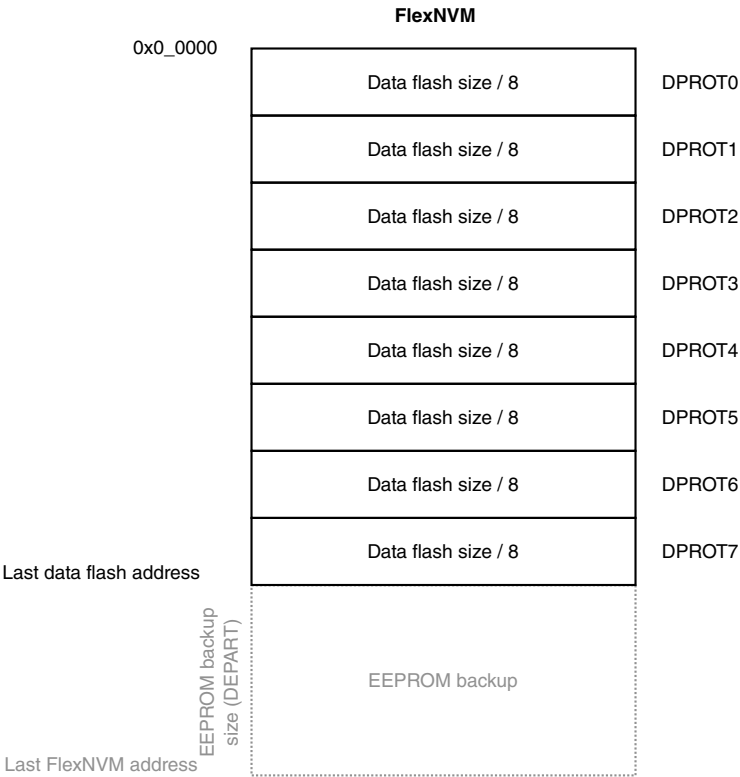 FlexNVM
0x0_0000
Data flash size / 8 DPROT0
Data flash size / 8 DPROT1
Data flash size / 8 DPROT2
Data flash size / 8 DPROT3
Data flash size / 8 DPROT4
Data flash size / 8 DPROT5
Data flash size / 8 DPROT6
Data flash size / 8 DPROT7
Last data flash address
EEPROM backup
size (DEPART)
EEPROM backup
Last FlexNVM address